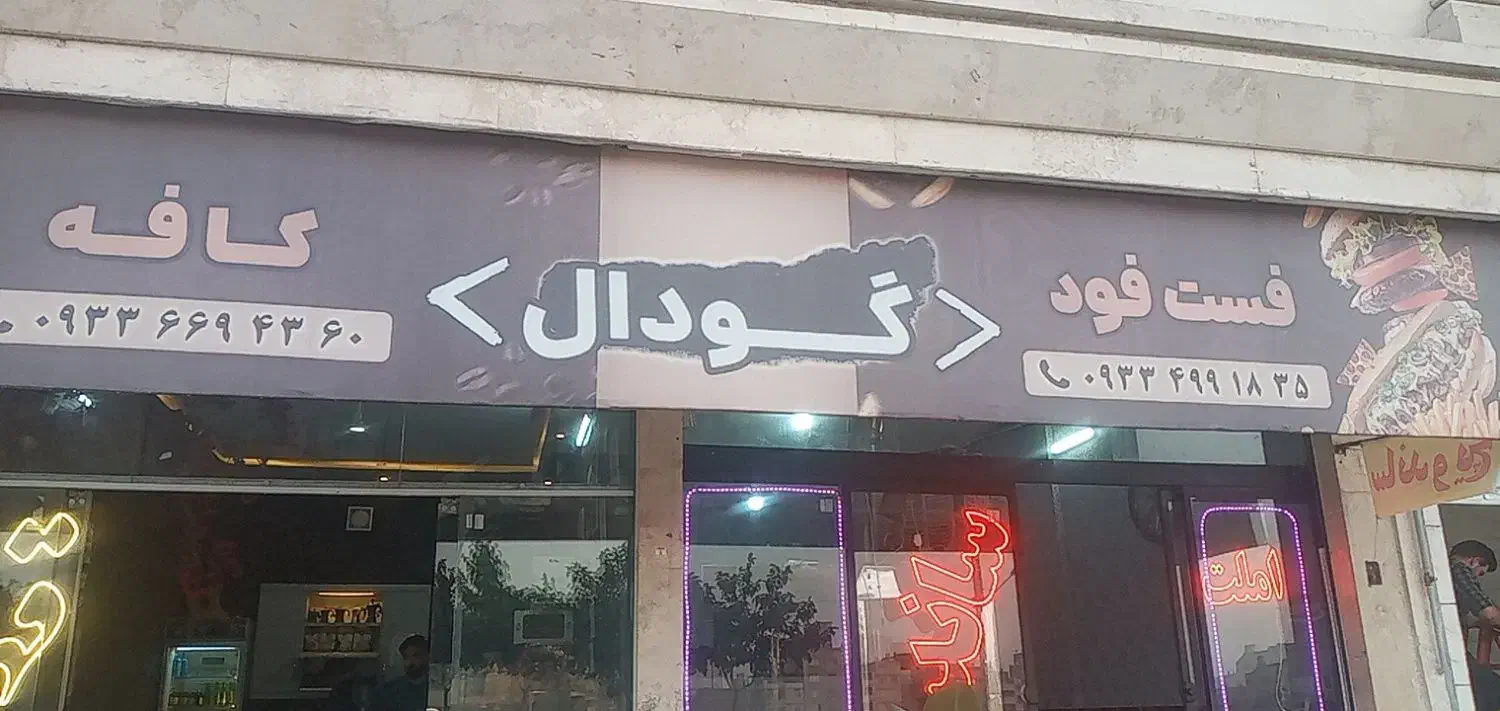 فست فود
۰۹۳۳ ۴۹۹ ۱۸ ۳۵
<گودال>
کافه
۰۹۳۳ ۶۶۹ ۴۳ ۶۰
املت